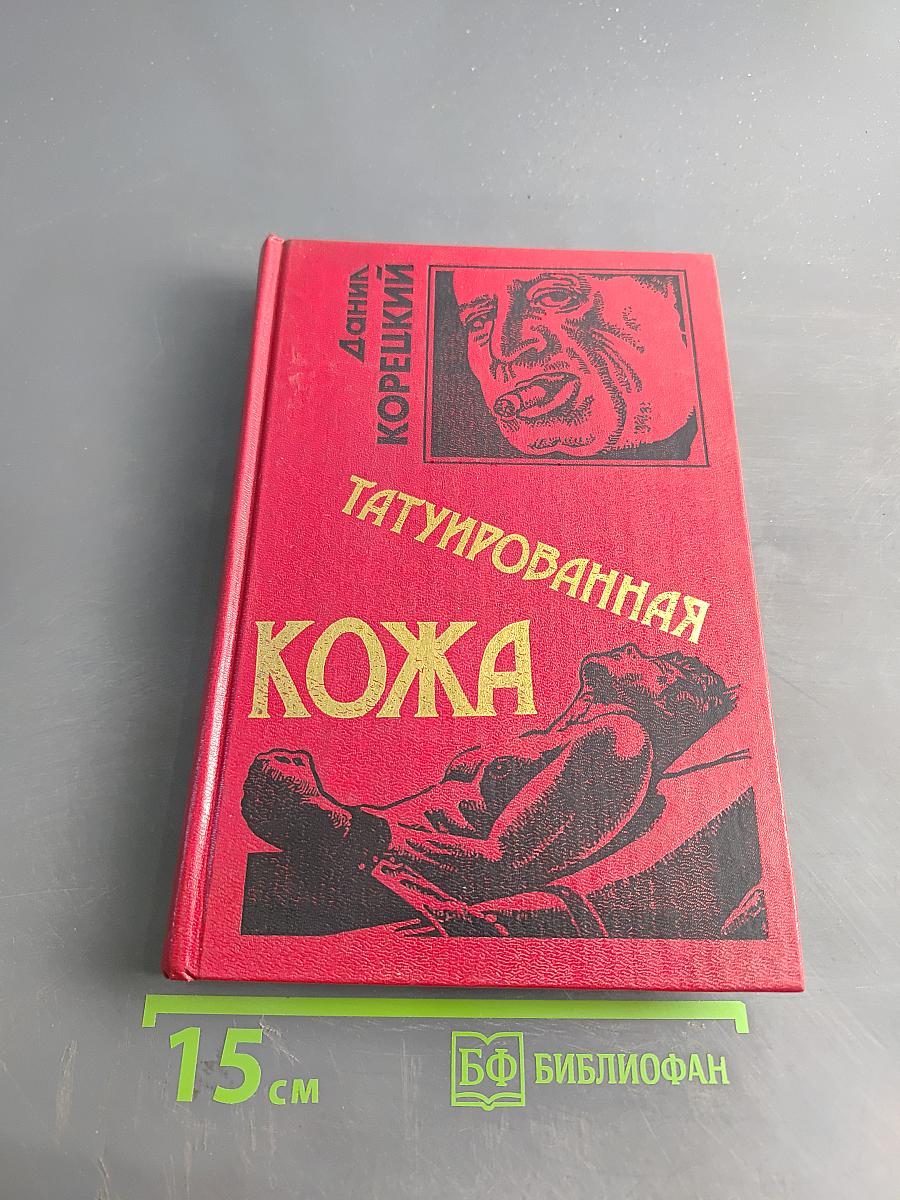 Данил
КОРЕЦКИЙ
ТАТУИРОВАННАЯ
КОЖА
15 см
БФ БИБЛИОФАН